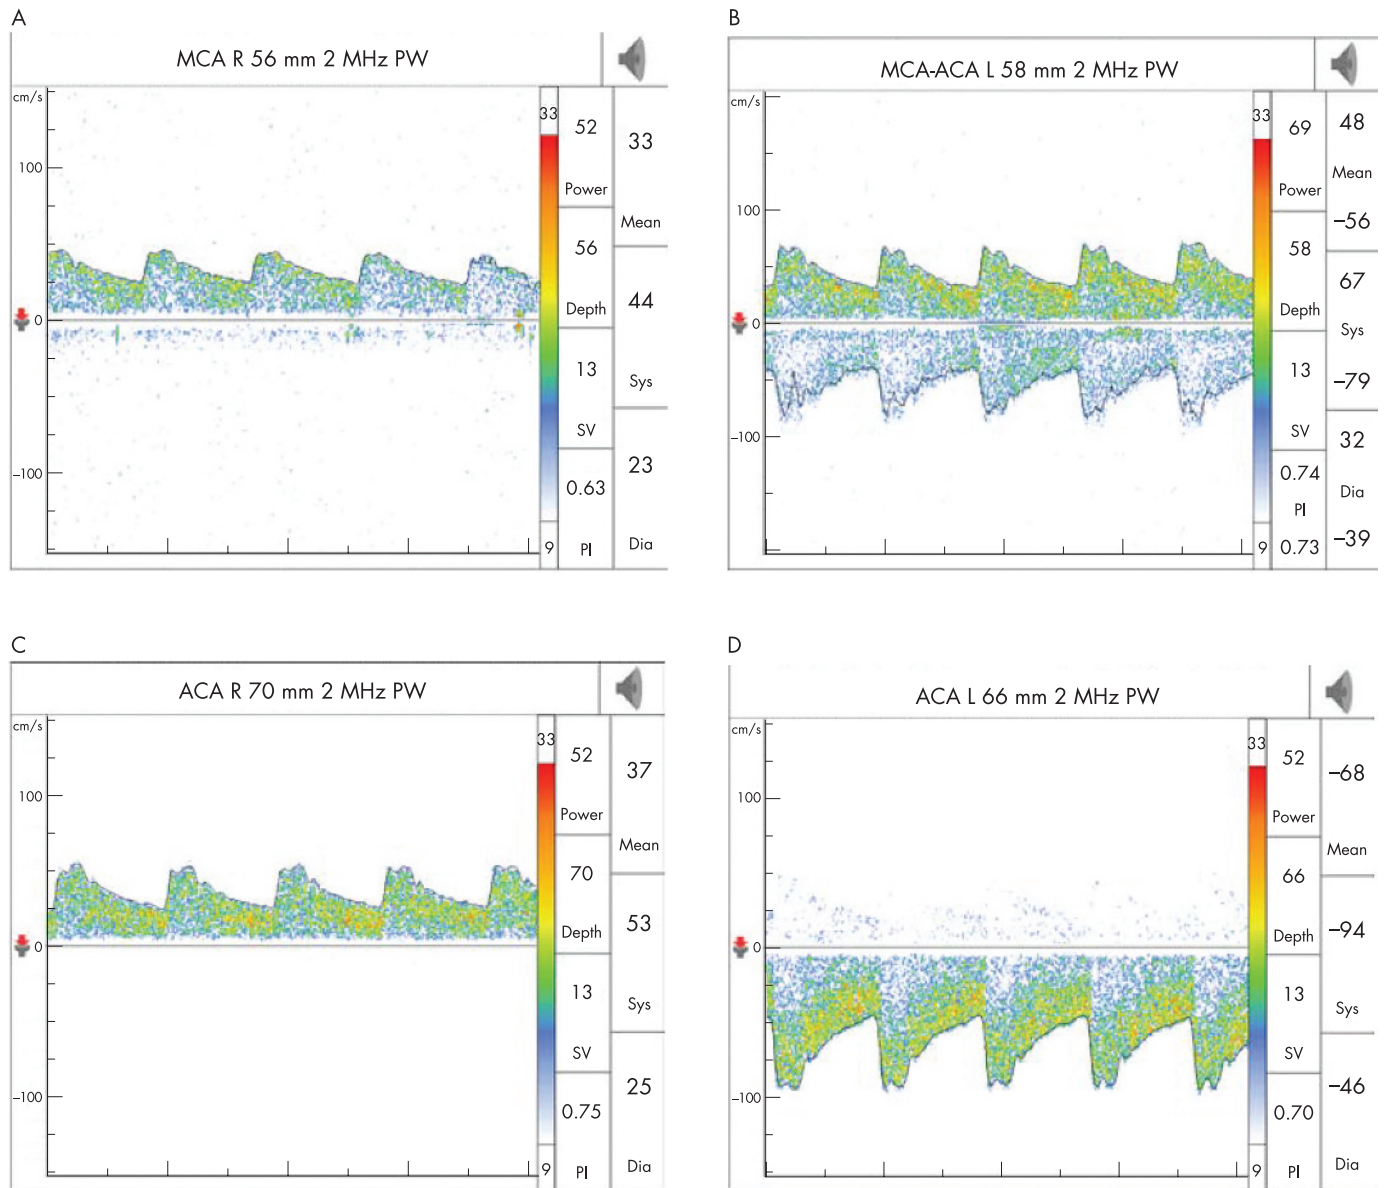 A
MCA R 56 mm 2 MHz PW
cm/s
100
0
–100
33
9
52
Power
56
Depth
13
SV
0.63
PI
33
Mean
44
Sys
23
Dia
B
MCA-ACA L 58 mm 2 MHz PW
cm/s
100
0
–100
33
9
69
Power
58
Depth
13
SV
0.74
PI
0.73
48
Mean
–56
67
Sys
–79
32
Dia
–39
C
ACA R 70 mm 2 MHz PW
cm/s
100
0
–100
33
9
52
Power
70
Depth
13
SV
0.75
PI
37
Mean
53
Sys
25
Dia
D
ACA L 66 mm 2 MHz PW
cm/s
100
0
–100
33
9
52
Power
66
Depth
13
SV
0.70
PI
–68
Mean
–94
Sys
–46
Dia